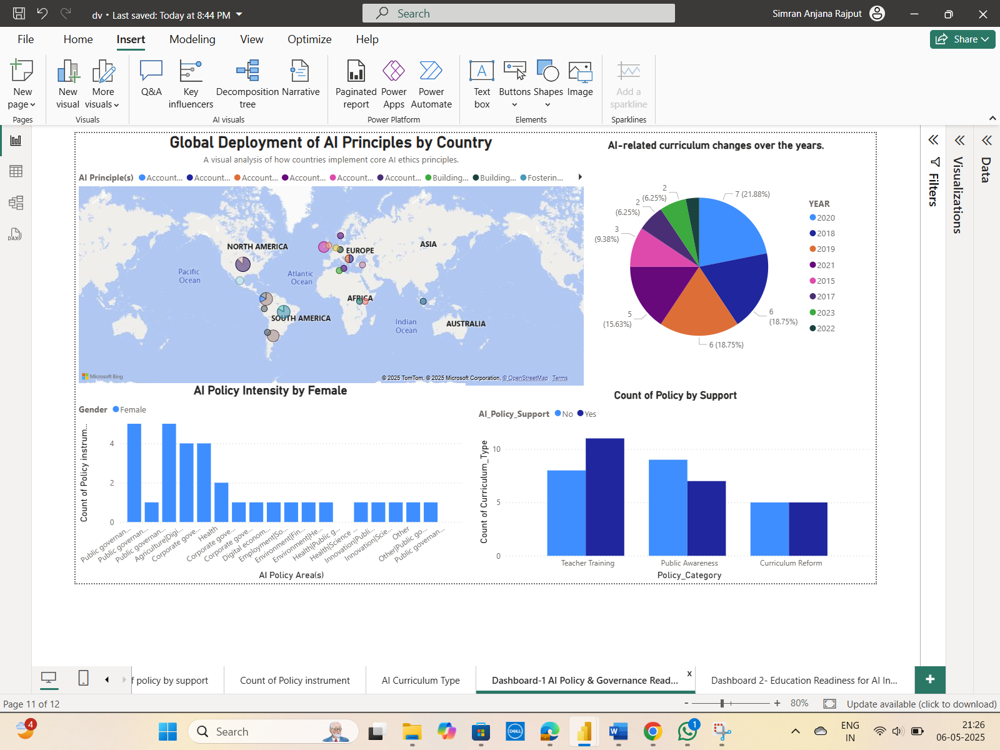 dv • Last saved: Today at 8:44 PM
Search
Simran Anjana Rajput
File Home Insert Modeling View Optimize Help
Share
New page
New visual
More visuals
Q&A
Key influencers
Decomposition tree
Narrative
Paginated report
Power Apps
Power Automate
Text box
Buttons
Shapes
Image
Add a sparkline
Pages
Visuals
AI visuals
Power Platform
Elements
Sparklines
Global Deployment of AI Principles by Country
A visual analysis of how countries implement core AI ethics principles.
AI Principle(s) Account... Account... Account... Account... Account... Account... Building... Building... Fosterin...
NORTH AMERICA
EUROPE
ASIA
Pacific Ocean
Atlantic Ocean
AFRICA
SOUTH AMERICA
Indian Ocean
AUSTRALIA
Microsoft Bing
© 2025 TomTom, © 2025 Microsoft Corporation, © OpenStreetMap Terms
AI-related curriculum changes over the years.
7 (21.88%)
6 (18.75%)
6 (18.75%)
5 (15.63%)
3 (9.38%)
2 (6.25%)
2 (6.25%)
YEAR
2020
2018
2019
2021
2015
2017
2023
2022
AI Policy Intensity by Female
Gender Female
Count of Policy instrum...
4
2
0
Public governan...
Public governan...
Public governan...
Agriculture|Digi...
Corporate gove...
Health
Corporate gove...
Corporate gove...
Digital econom...
Employment|So...
Environment|Fin...
Environment|He...
Health|Public g...
Health|Science ...
Innovation|Publi...
Innovation|Scie...
Other
Other|Public go...
Public governan...
AI Policy Area(s)
Count of Policy by Support
AI_Policy_Support No Yes
Count of Curriculum_Type
10
5
0
Teacher Training
Public Awareness
Curriculum Reform
Policy_Category
Filters
Visualizations
Data
DAX
f policy by support
Count of Policy instrument
AI Curriculum Type
Dashboard-1 AI Policy & Governance Read...
x
Dashboard 2- Education Readiness for AI In...
+
Page 11 of 12
- + 80%
Update available (click to download)
4
Search
DELL
1
ENG IN
21:26
06-05-2025